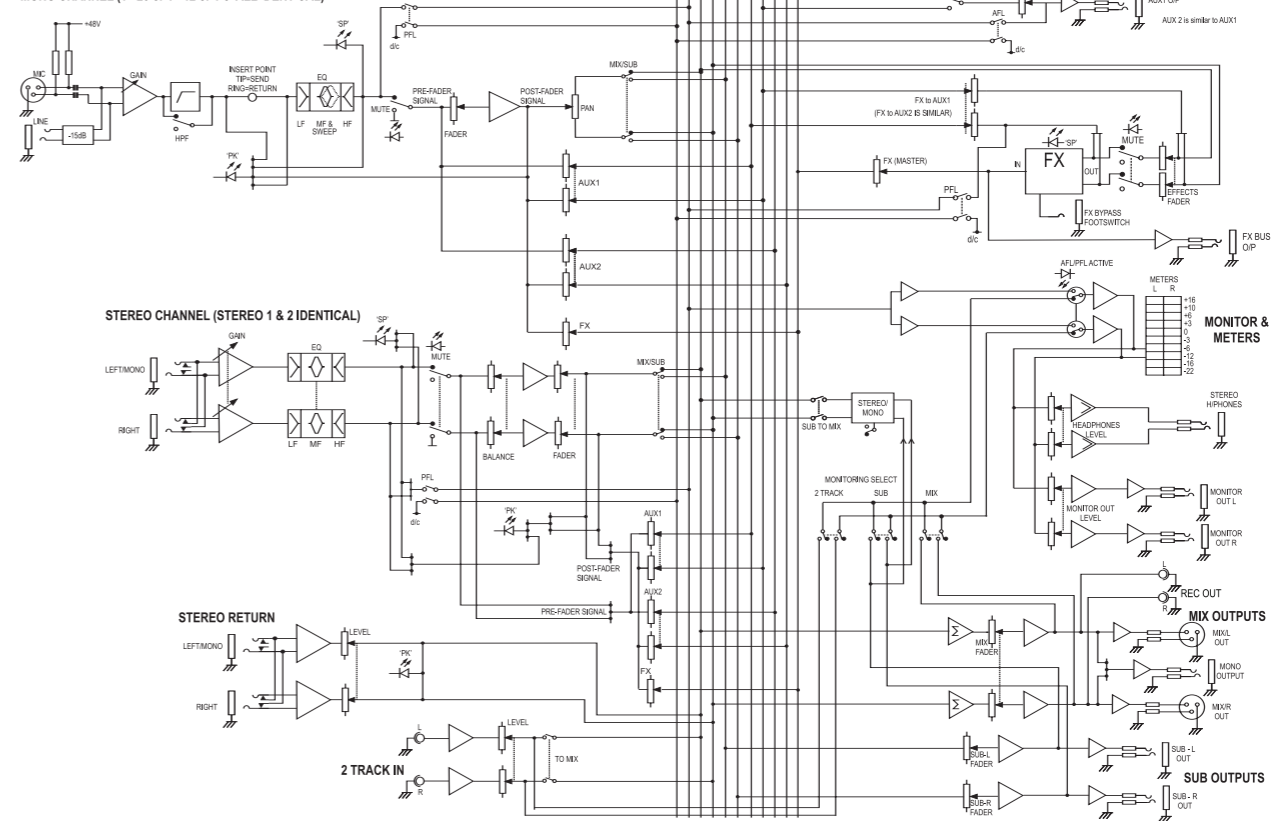 +48V
MIC
LINE
-15dB
GAIN
HPF
INSERT POINT
TIP=SEND
RING=RETURN
'SP'
EQ
LF
MF &
SWEEP
HF
PFL
d/c
MUTE
PRE-FADER
SIGNAL
FADER
POST-FADER
SIGNAL
PAN
MIX/SUB
'PK'
AUX1
AUX2
FX
AUX1 O/P
AUX 2 is similar to AUX1
AFL
d/c
FX to AUX1
(FX to AUX2 IS SIMILAR)
FX (MASTER)
IN
FX
OUT
'SP'
MUTE
EFFECTS
FADER
PFL
d/c
FX BYPASS
FOOTSWITCH
FX BUS
O/P
AFL/PFL ACTIVE
METERS
L R
+16
+10
+6
+3
0
-3
-6
-12
-16
-22
MONITOR &
METERS
STEREO
H/PHONES
HEADPHONES
LEVEL
MONITOR
OUT L
MONITOR OUT
LEVEL
MONITOR
OUT R
STEREO CHANNEL (STEREO 1 & 2 IDENTICAL)
GAIN
LEFT/MONO
RIGHT
EQ
LF MF HF
'SP'
MUTE
BALANCE
FADER
MIX/SUB
PFL
d/c
'PK'
POST-FADER
SIGNAL
PRE-FADER SIGNAL
AUX1
AUX2
FX
STEREO/
MONO
SUB TO MIX
MONITORING SELECT
2 TRACK SUB MIX
STEREO RETURN
LEFT/MONO
RIGHT
LEVEL
'PK'
2 TRACK IN
L
R
LEVEL
TO MIX
L
R
REC OUT
MIX OUTPUTS
Σ
MIX
FADER
MIX/L
OUT
MONO
OUTPUT
Σ
MIX/R
OUT
SUB-L
FADER
SUB - L
OUT
SUB OUTPUTS
SUB-R
FADER
SUB - R
OUT